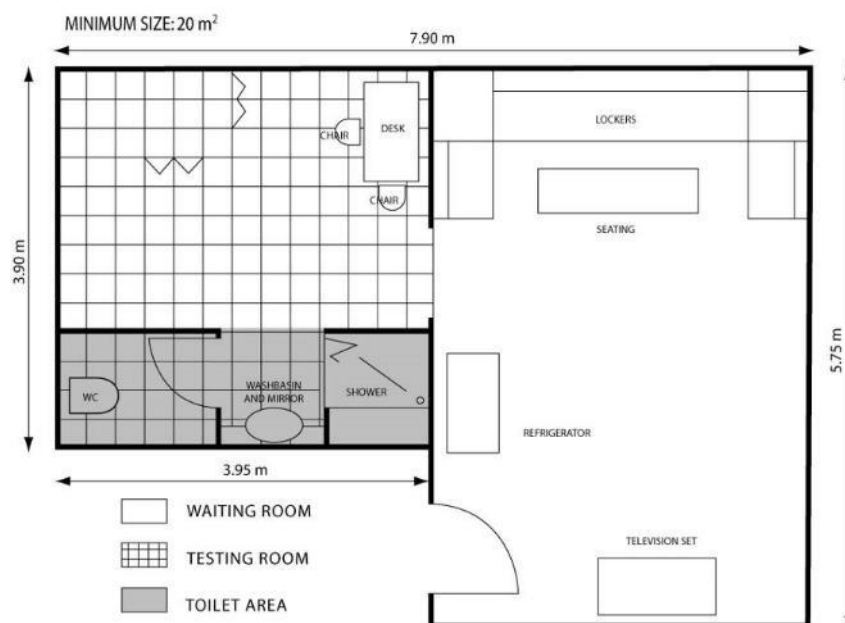 MINIMUM SIZE: 20 m²
7.90 m
LOCKERS
DESK
CHAIR
CHAIR
SEATING
3.90 m
5.75 m
WC
WASHBASIN
AND MIRROR
SHOWER
REFRIGERATOR
3.95 m
WAITING ROOM
TELEVISION SET
TESTING ROOM
TOILET AREA